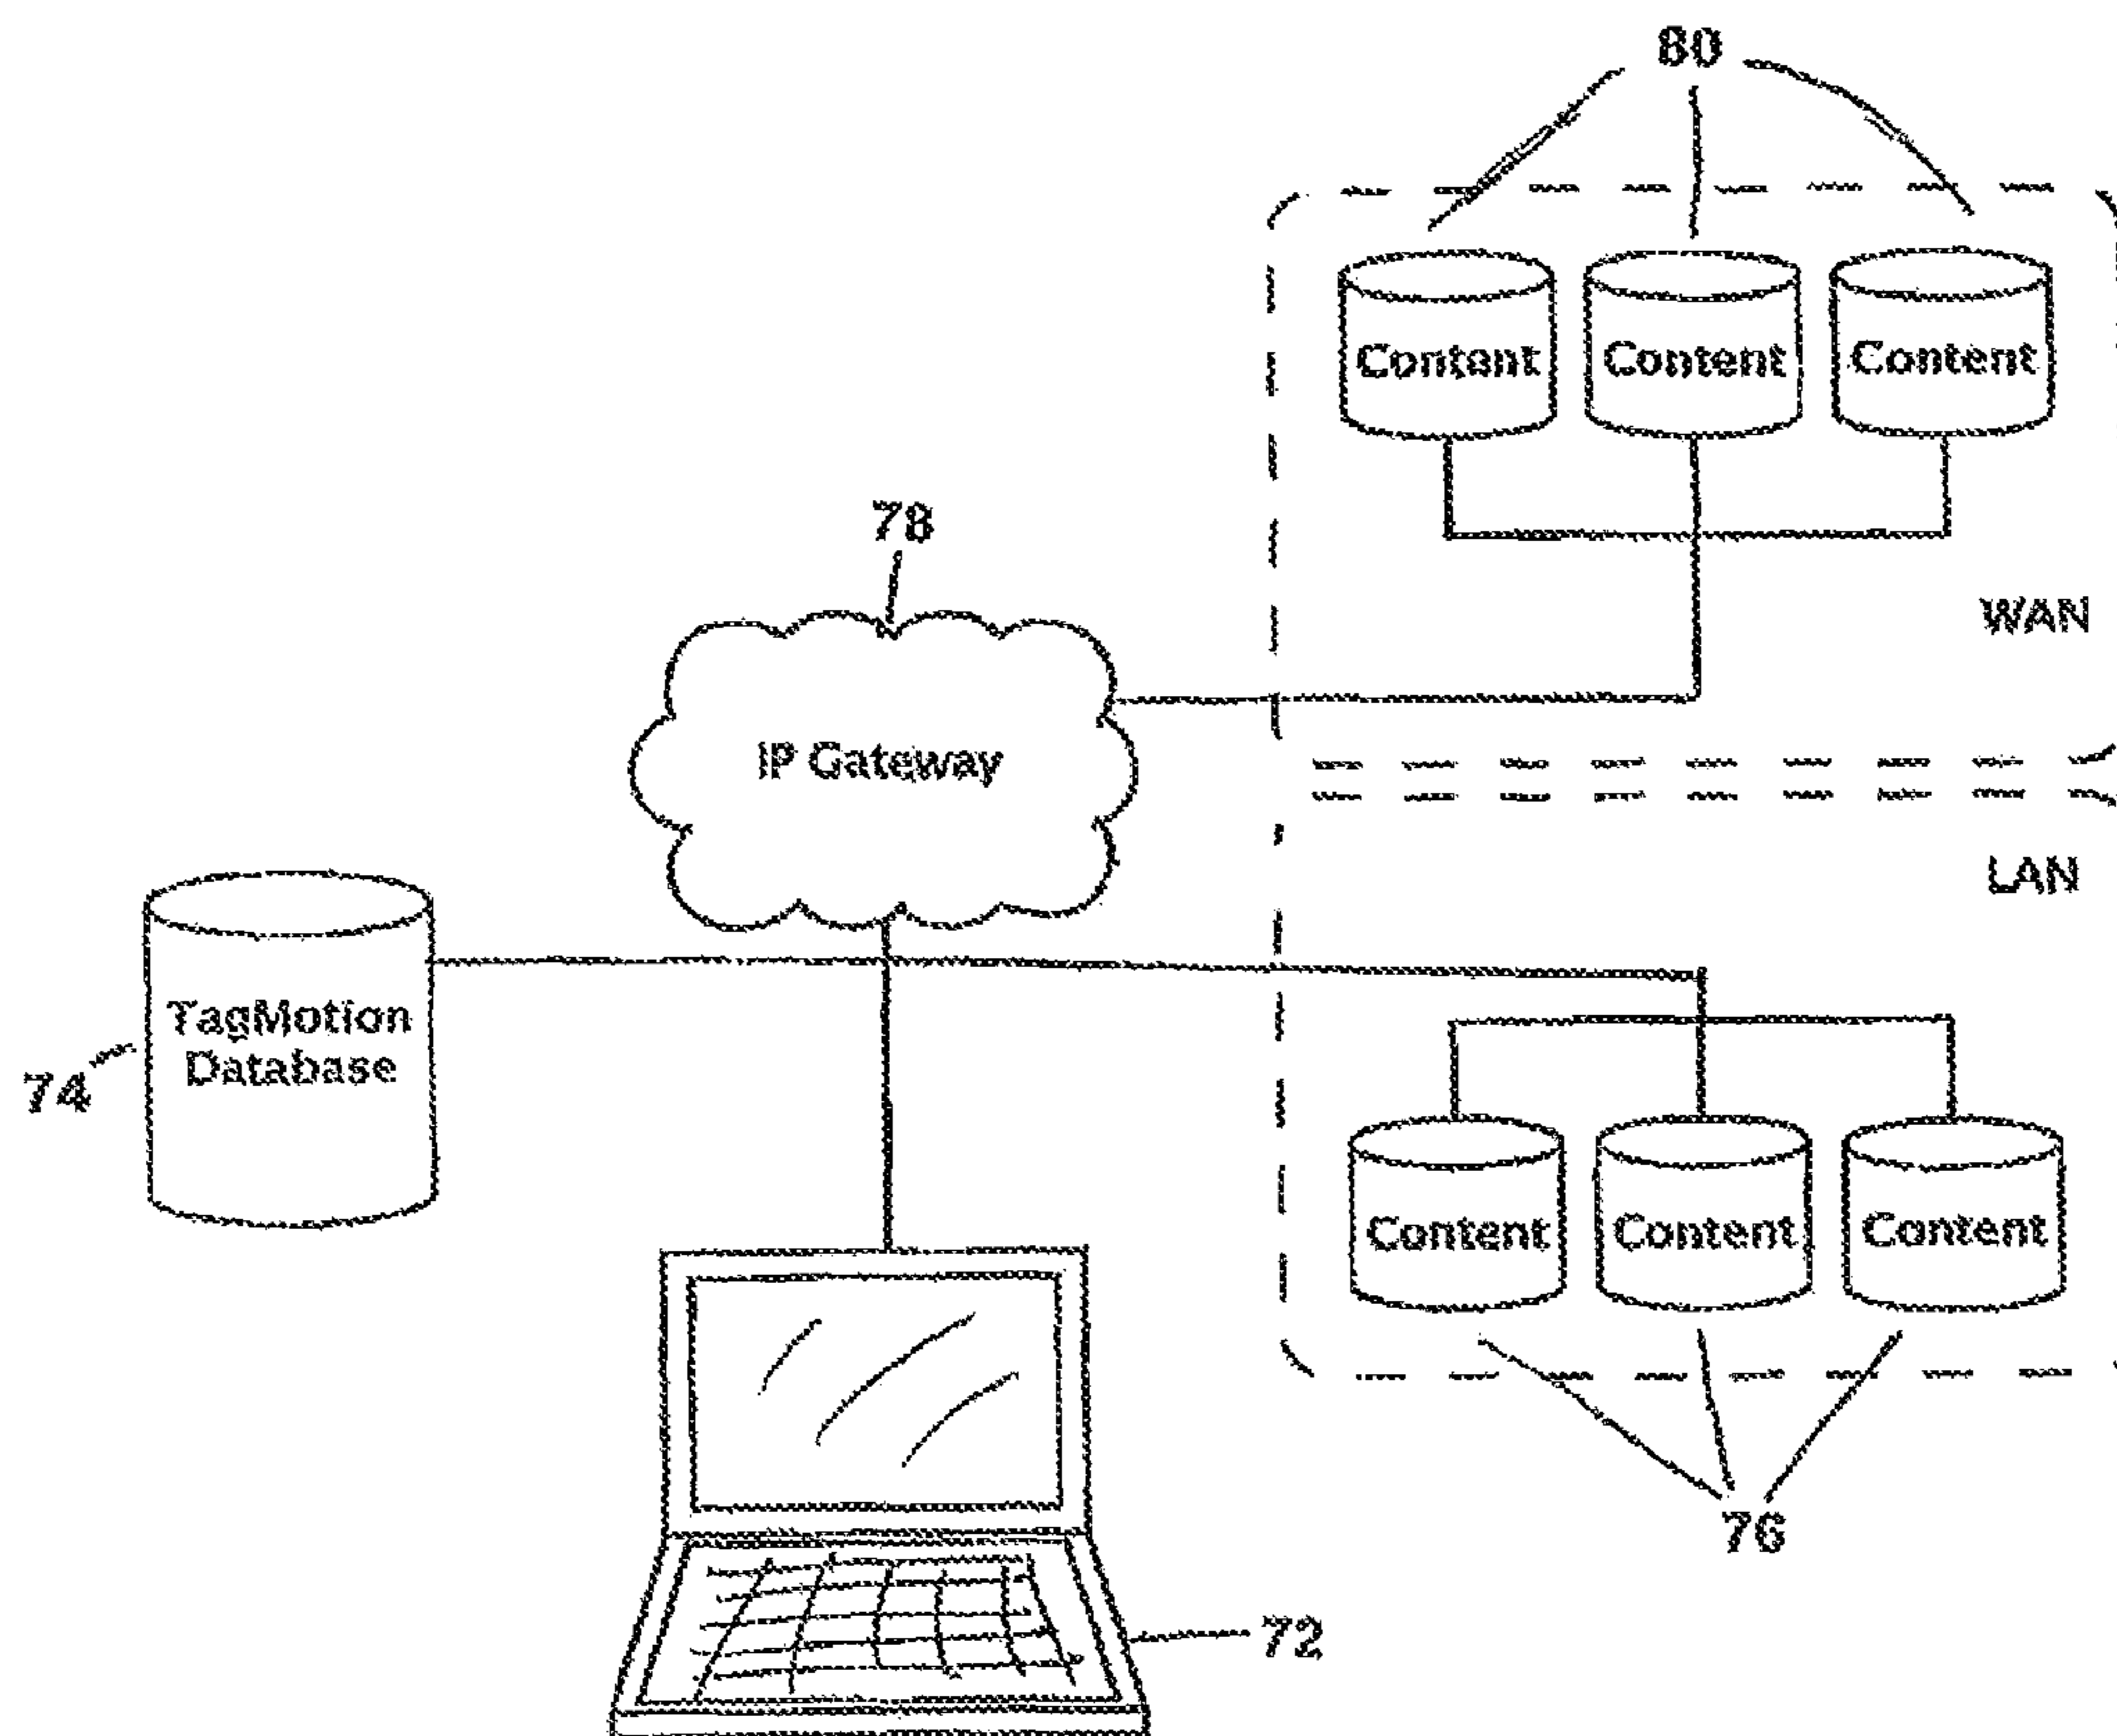 80
Content Content Content
78
WAN
IP Gateway
LAN
TagMotion
Database
74
Content Content Content
76
72